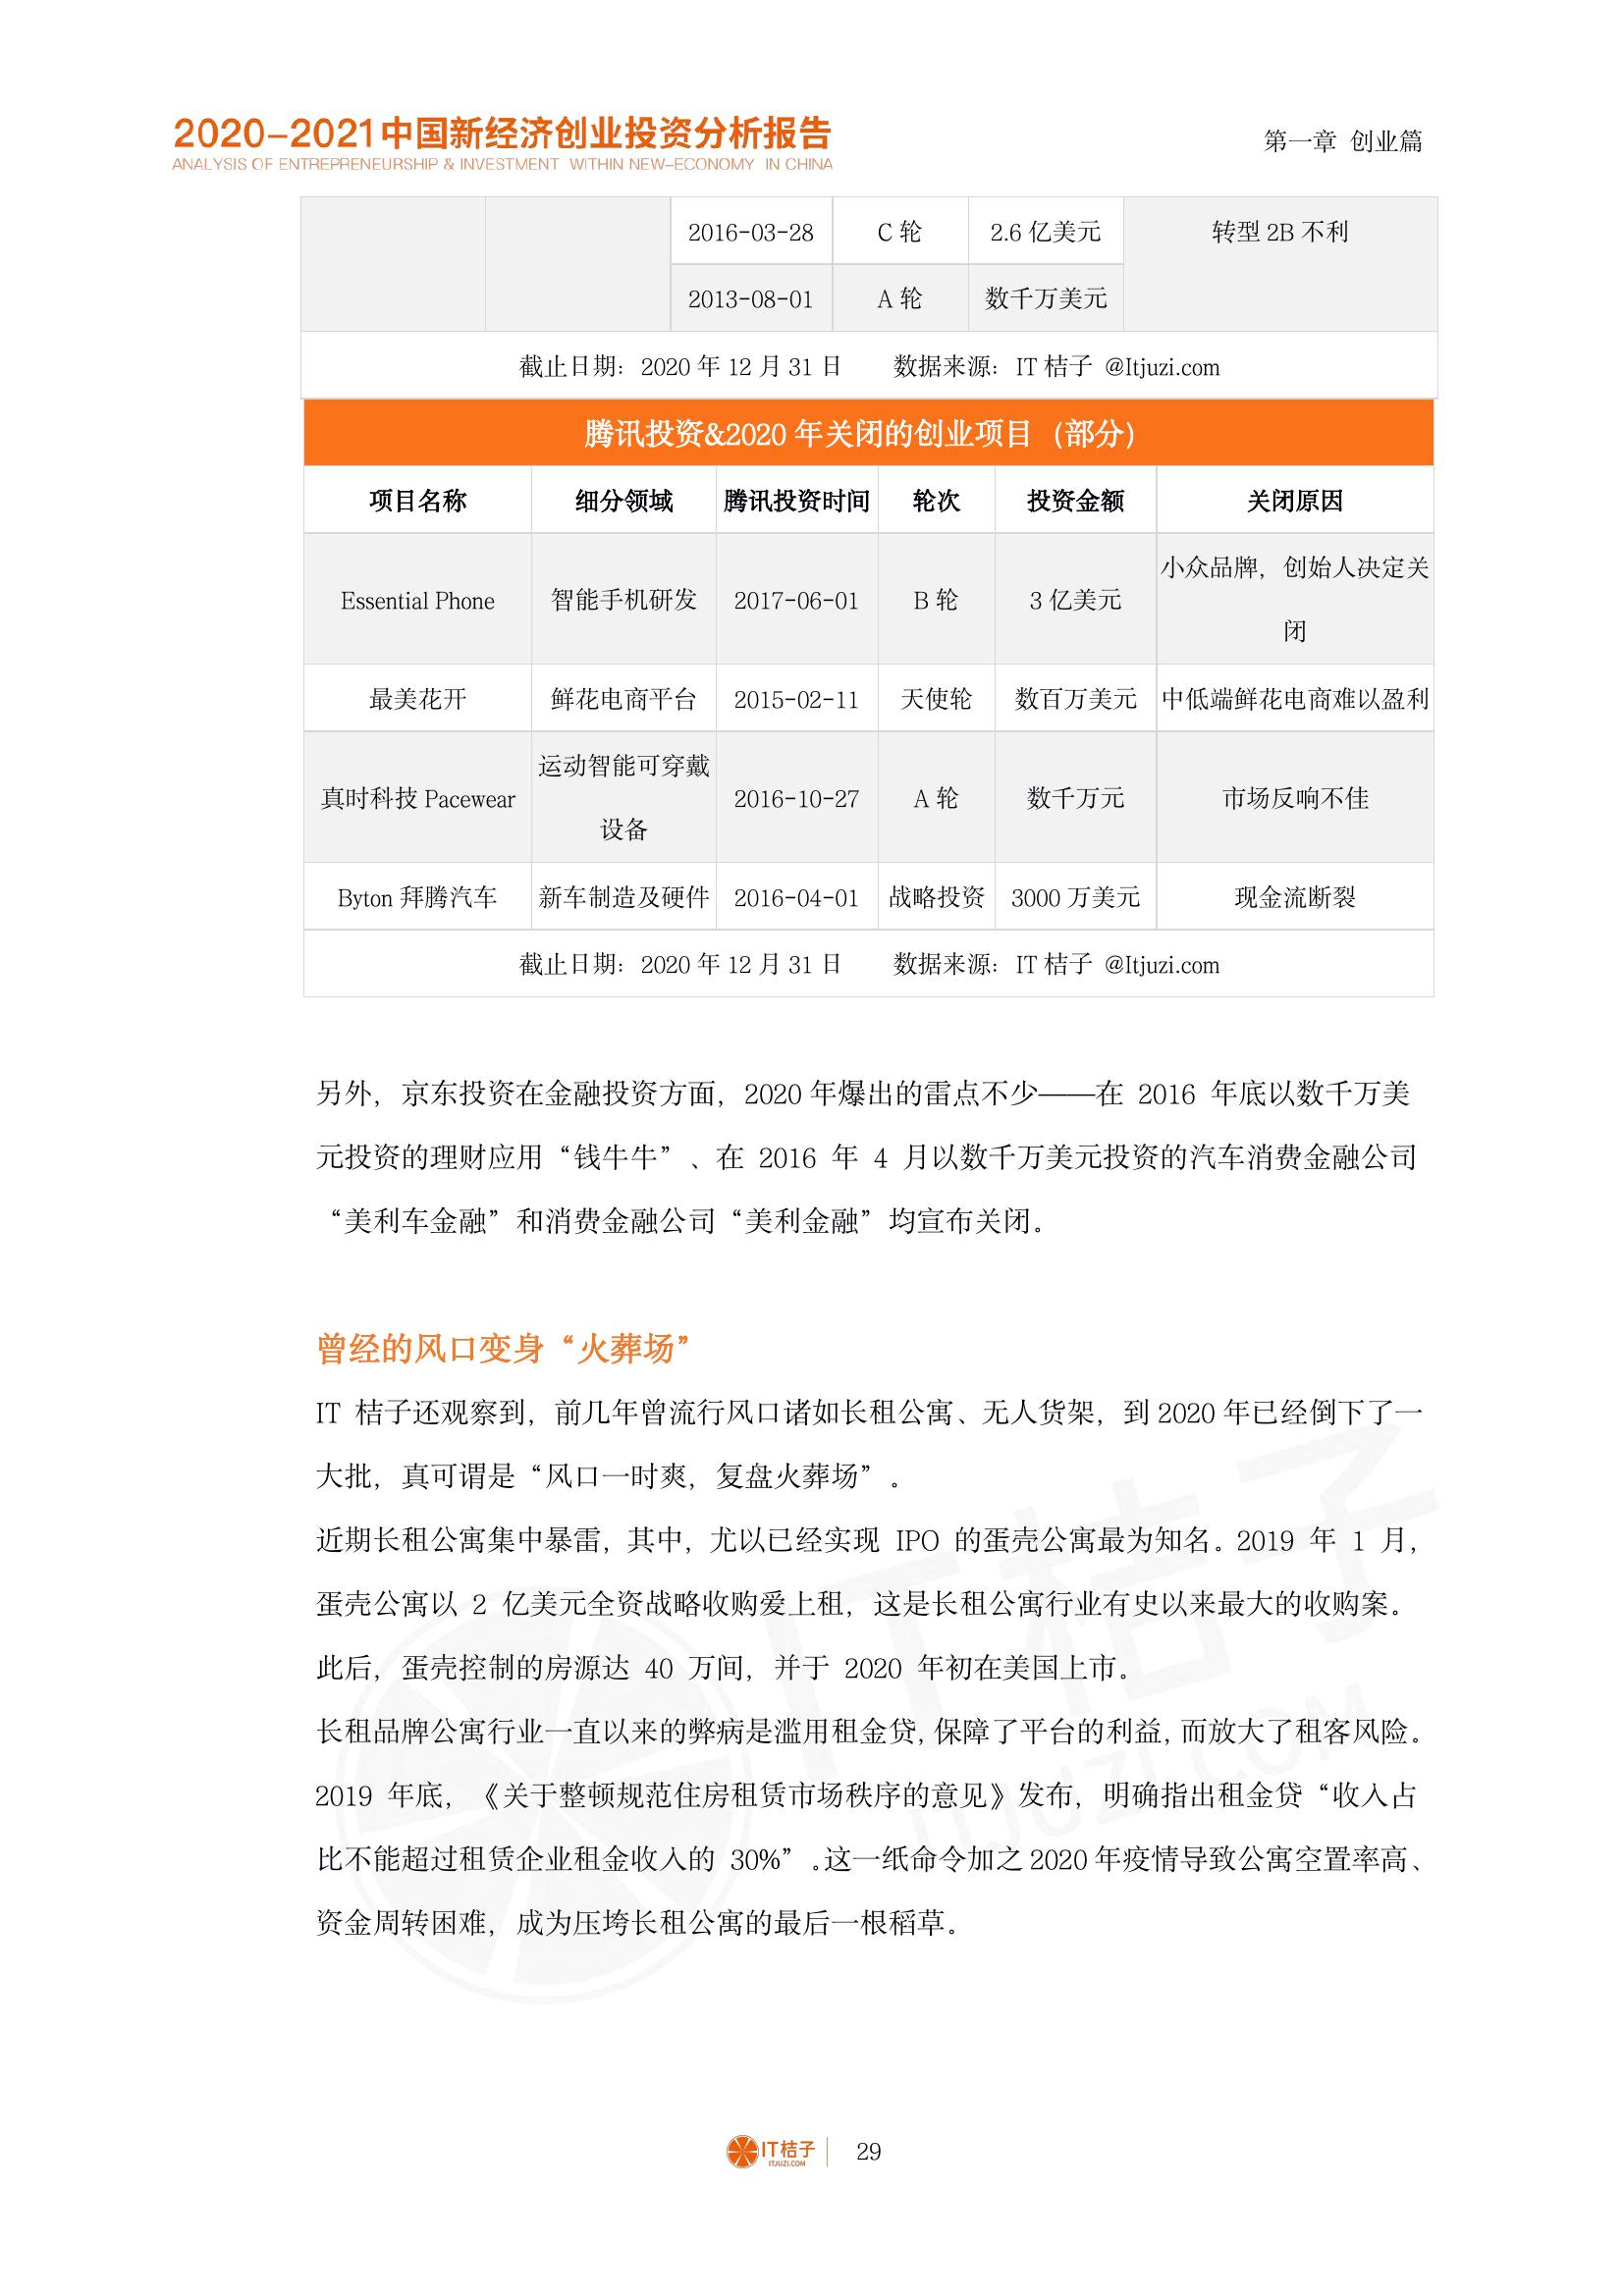 2020-2021中国新经济创业投资分析报告
ANALYSIS OF ENTREPRENEURSHIP & INVESTMENT WITHIN NEW-ECONOMY IN CHINA
第一章 创业篇
2016-03-28 C 轮 2.6 亿美元 转型 2B 不利
2013-08-01 A 轮 数千万美元
截止日期：2020 年 12 月 31 日 数据来源：IT 桔子 @Itjuzi.com
腾讯投资&2020 年关闭的创业项目（部分）
项目名称 细分领域 腾讯投资时间 轮次 投资金额 关闭原因
Essential Phone 智能手机研发 2017-06-01 B 轮 3 亿美元 小众品牌，创始人决定关
闭
最美花开 鲜花电商平台 2015-02-11 天使轮 数百万美元 中低端鲜花电商难以盈利
真时科技 Pacewear 运动智能可穿戴
设备 2016-10-27 A 轮 数千万元 市场反响不佳
Byton 拜腾汽车 新车制造及硬件 2016-04-01 战略投资 3000 万美元 现金流断裂
截止日期：2020 年 12 月 31 日 数据来源：IT 桔子 @Itjuzi.com
另外，京东投资在金融投资方面，2020 年爆出的雷点不少——在 2016 年底以数千万美
元投资的理财应用“钱牛牛”、在 2016 年 4 月以数千万美元投资的汽车消费金融公司
“美利车金融”和消费金融公司“美利金融”均宣布关闭。
曾经的风口变身“火葬场”
IT 桔子还观察到，前几年曾流行风口诸如长租公寓、无人货架，到 2020 年已经倒下了一
大批，真可谓是“风口一时爽，复盘火葬场”。
近期长租公寓集中暴雷，其中，尤以已经实现 IPO 的蛋壳公寓最为知名。2019 年 1 月，
蛋壳公寓以 2 亿美元全资战略收购爱上租，这是长租公寓行业有史以来最大的收购案。
此后，蛋壳控制的房源达 40 万间，并于 2020 年初在美国上市。
长租品牌公寓行业一直以来的弊病是滥用租金贷，保障了平台的利益，而放大了租客风险。
2019 年底，《关于整顿规范住房租赁市场秩序的意见》发布，明确指出租金贷“收入占
比不能超过租赁企业租金收入的 30%”。这一纸命令加之 2020 年疫情导致公寓空置率高、
资金周转困难，成为压垮长租公寓的最后一根稻草。
IT桔子
ITJUZI.COM
IT桔子
ITJUZI.COM
29